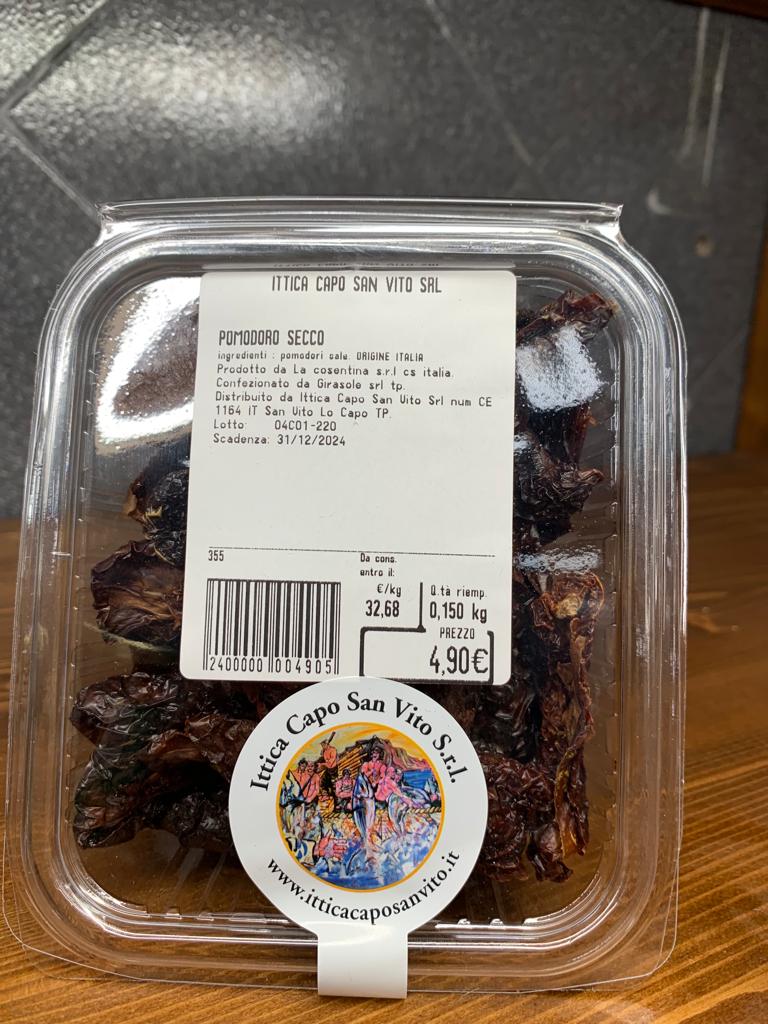 ITTICA CAPO SAN VITO SRL
POMODORO SECCO
ingredienti : pomodori sale. ORIGINE ITALIA
Prodotto da La cosentina s.r.l cs italia.
Confezionato da Girasole srl tp.
Distribuito da Ittica Capo San Vito Srl num CE
1164 IT San Vito Lo Capo TP.
Lotto: 04C01-220
Scadenza: 31/12/2024
355
Da cons.
entro il:
€/kg
Q.tà riemp.
32,68
0,150 kg
PREZZO
4,90€
2400000 004905
Ittica Capo San Vito S.r.l.
www.itticacaposanvito.it